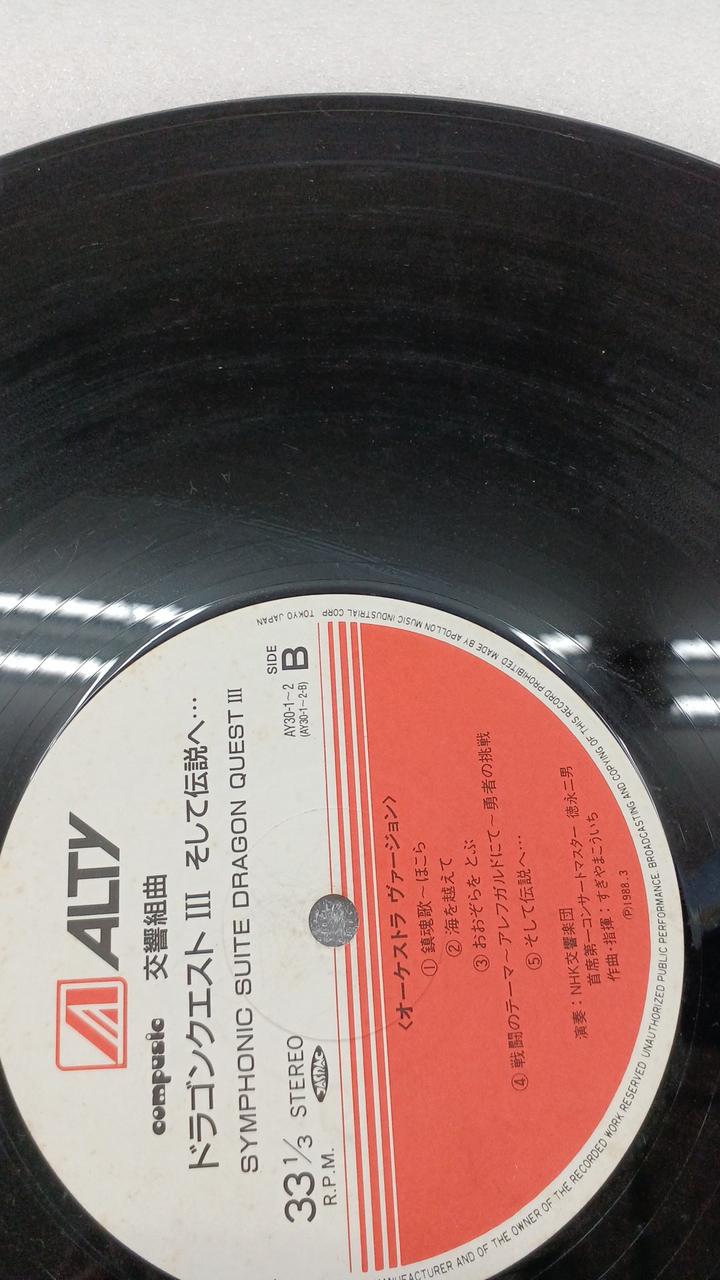 ALTY
compusic 交響組曲
ドラゴンクエスト III そして伝説へ…
SYMPHONIC SUITE DRAGON QUEST III
33 1/3 STEREO
R.P.M.
JASRAC
AY30-1~2
(AY30-1~2-B)
SIDE
B
〈オーケストラ ヴァージョン〉
① 鎮魂歌~ほこら
② 海を越えて
③ おおぞらを とぶ
④ 戦闘のテーマ~アレフガルドにて~勇者の挑戦
⑤ そして伝説へ…
演奏:NHK交響楽団
首席第一コンサートマスター 徳永二男
作曲・指揮:すぎやまこういち
Ⓟ1988.3
MANUFACTURER AND OF THE OWNER OF THE RECORDED WORK RESERVED UNAUTHORIZED PUBLIC PERFORMANCE. BROADCASTING AND COPYING OF THIS RECORD PROHIBITED MADE BY APOLLON MUSIC INDUSTRIAL CORP. TOKYO JAPAN